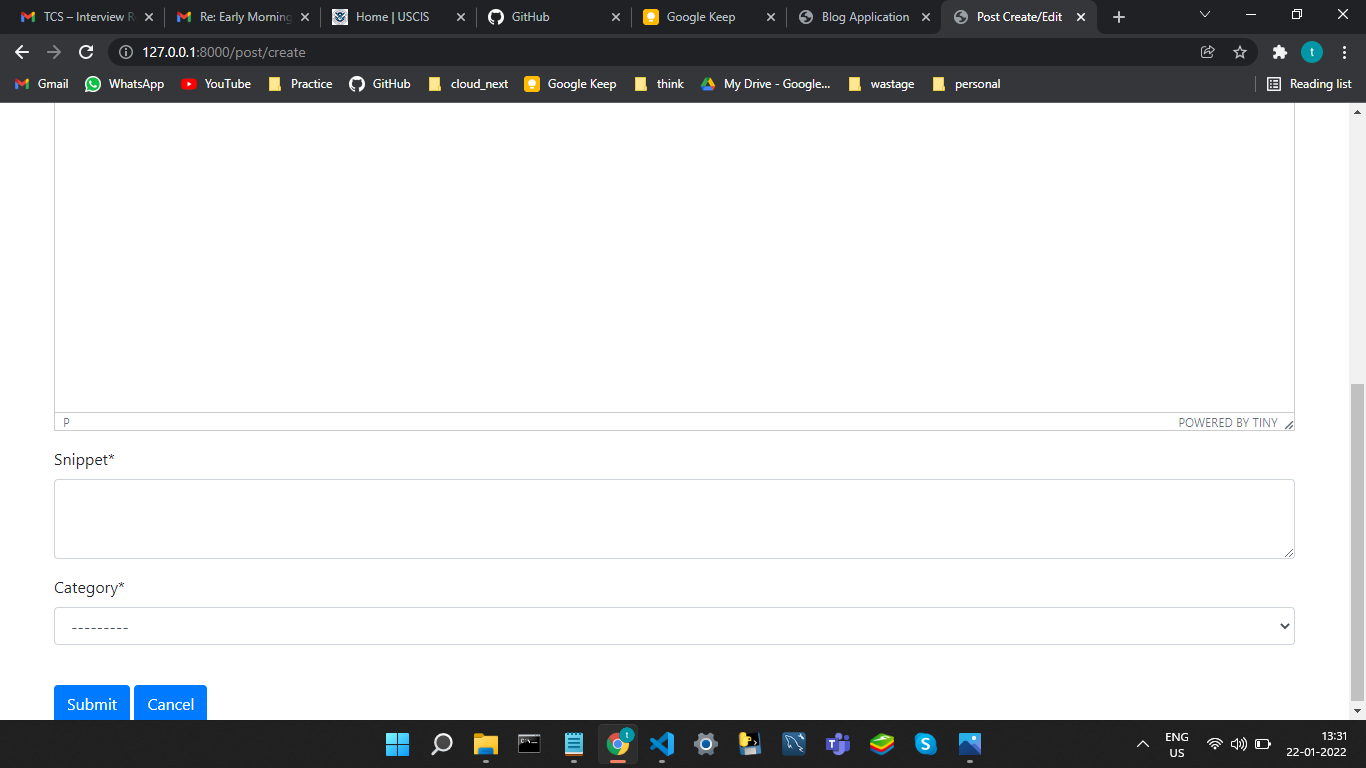 TCS – Interview R
Re: Early Morning
Home | USCIS
GitHub
Google Keep
Blog Application
Post Create/Edit
127.0.0.1:8000/post/create
t
Gmail
WhatsApp
YouTube
Practice
GitHub
cloud_next
Google Keep
think
My Drive - Google...
wastage
personal
Reading list
P
POWERED BY TINY
Snippet*
Category*
---------
Submit
Cancel
ENG
US
13:31
22-01-2022